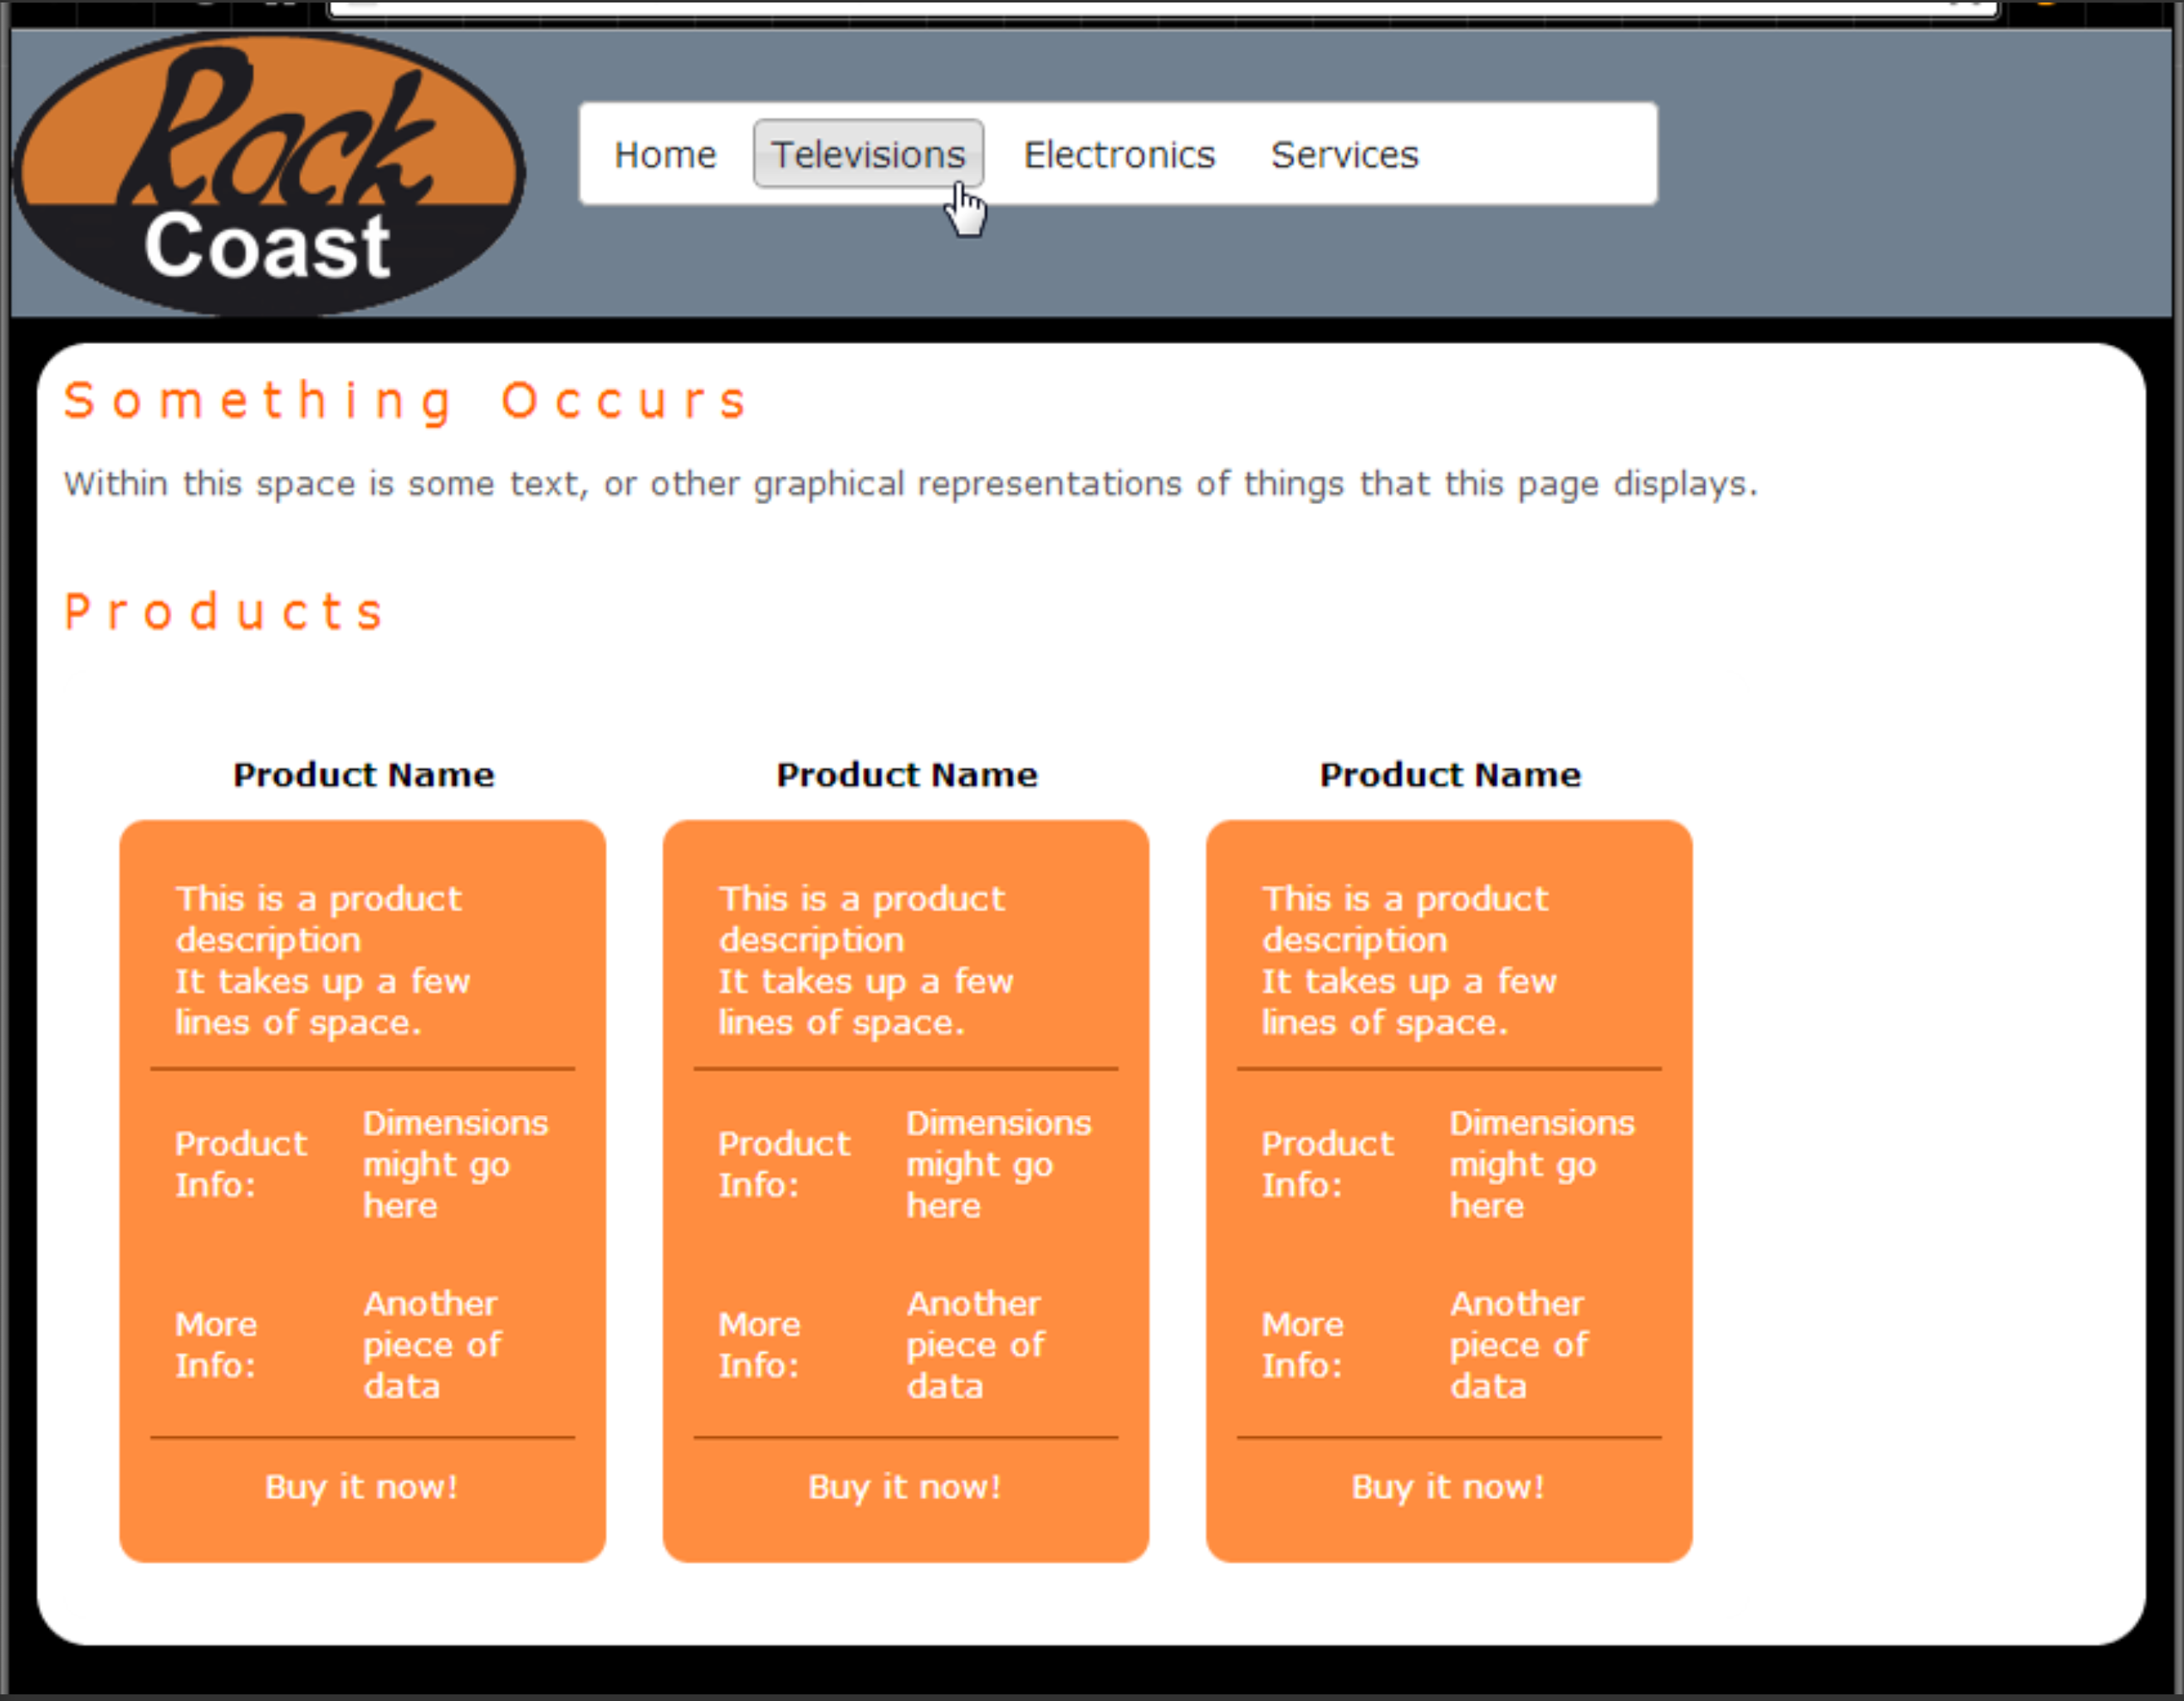 Rock
Coast
Home Televisions Electronics Services
Something Occurs
Within this space is some text, or other graphical representations of things that this page displays.
Products
Product Name
This is a product
description
It takes up a few
lines of space.
Product
Info:
Dimensions
might go
here
More
Info:
Another
piece of
data
Buy it now!
Product Name
This is a product
description
It takes up a few
lines of space.
Product
Info:
Dimensions
might go
here
More
Info:
Another
piece of
data
Buy it now!
Product Name
This is a product
description
It takes up a few
lines of space.
Product
Info:
Dimensions
might go
here
More
Info:
Another
piece of
data
Buy it now!